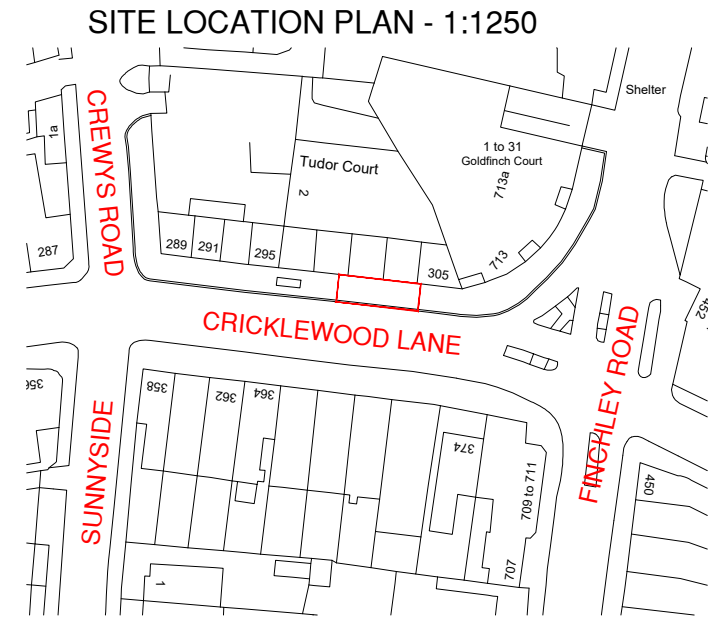 SITE LOCATION PLAN - 1:1250
Shelter
1a
CREWYS ROAD
1 to 31
Goldfinch Court
Tudor Court
713a
2
287
289
291
295
305
713
452
CRICKLEWOOD LANE
FINCHLEY ROAD
356
358
362
364
374
SUNNYSIDE
709 to 711
450
707
1